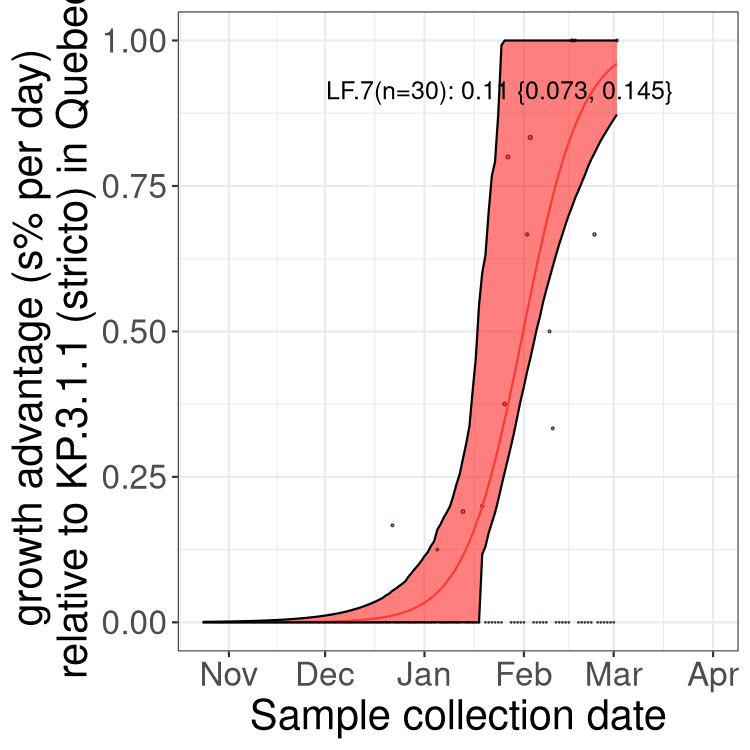 growth advantage (s% per day)
relative to KP.3.1.1 (stricto) in Quebec
1.00
0.75
0.50
0.25
0.00
LF.7(n=30): 0.11 {0.073, 0.145}
Nov Dec Jan Feb Mar Apr
Sample collection date